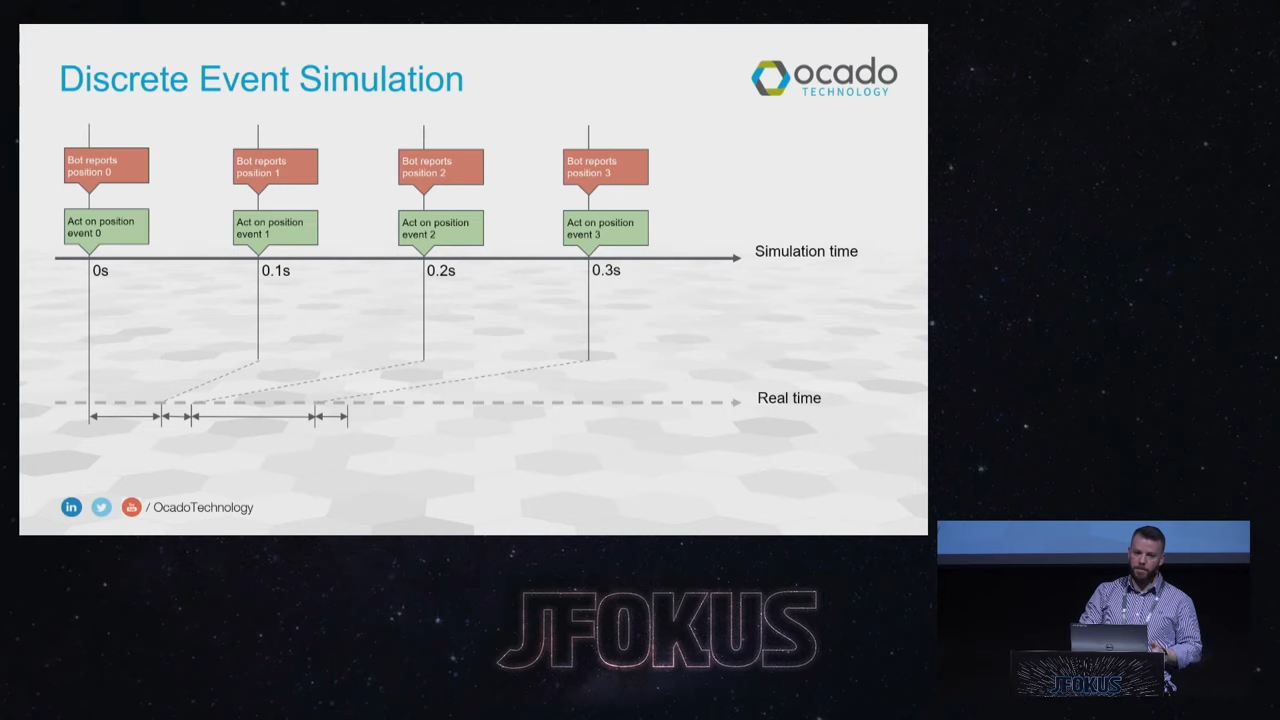 Discrete Event Simulation
ocado
TECHNOLOGY
Bot reports
position 0
Bot reports
position 1
Bot reports
position 2
Bot reports
position 3
Act on position
event 0
Act on position
event 1
Act on position
event 2
Act on position
event 3
Simulation time
0s
0.1s
0.2s
0.3s
Real time
in
/ OcadoTechnology
JFOKUS
JFOKUS